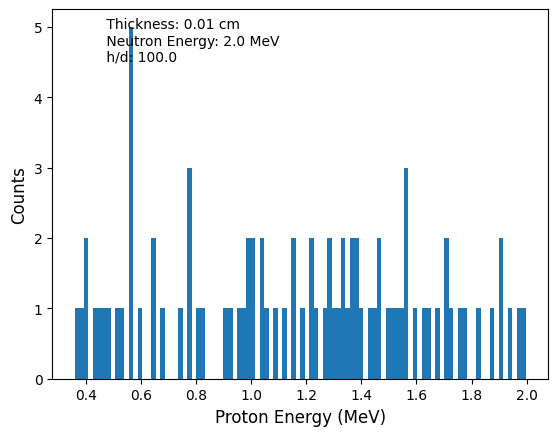 Thickness: 0.01 cm
Neutron Energy: 2.0 MeV
h/d: 100.0
5
4
3
2
1
0
Counts
0.4 0.6 0.8 1.0 1.2 1.4 1.6 1.8 2.0
Proton Energy (MeV)